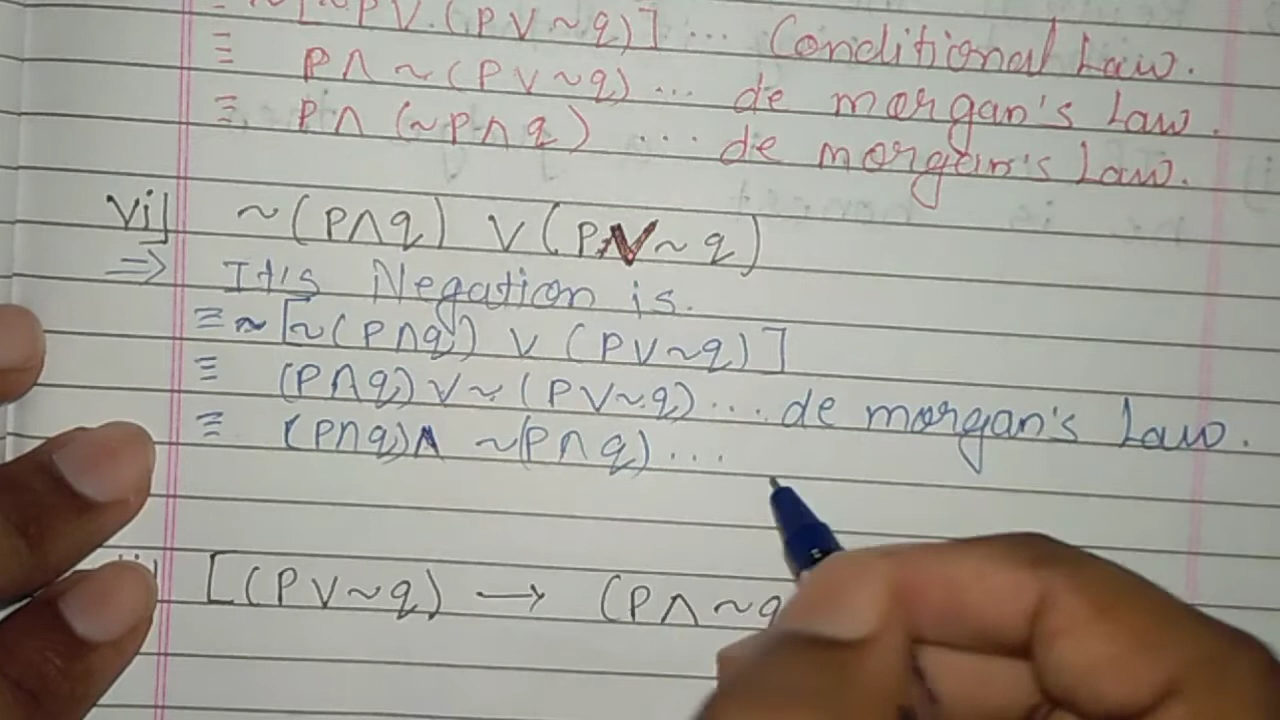 ≡ ~[~p∨(p∨~q)] ... Conditional Law.
≡ p∧~(p∨~q) ... de morgan's Law.
≡ p∧(~p∧q) ... de morgan's Law.
vi] ~(p∧q) ∨ (p∨~q)
⇒ It's Negation is.
≡ ~[~(p∧q) ∨ (p∨~q)]
≡ (p∧q)∨~(p∨~q)...de morgan's Law.
≡ (p∧q)∧ ~(p∧q)...
[(p∨~q) → (p∧~q